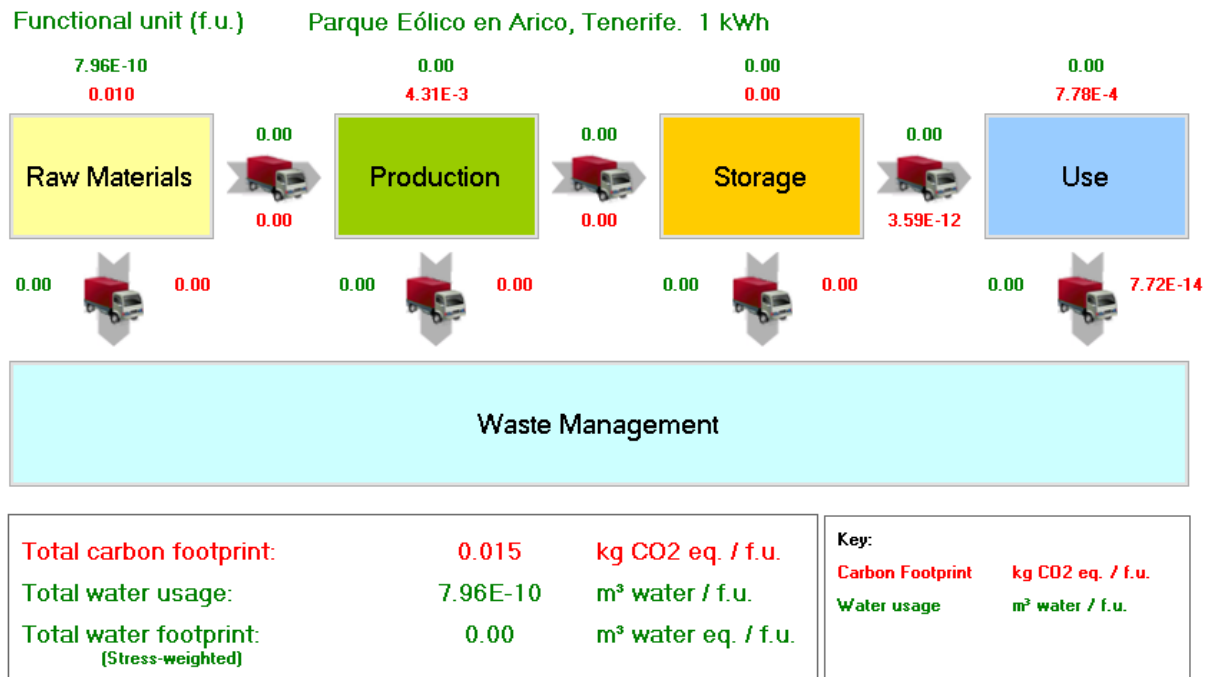 Functional unit (f.u.) Parque Eólico en Arico, Tenerife. 1 kWh
7.96E-10 0.00 0.00 0.00
0.010 4.31E-3 0.00 7.78E-4
0.00 0.00 0.00
Raw Materials Production Storage Use
0.00 0.00 3.59E-12
0.00 0.00 0.00 0.00 0.00 0.00 0.00 7.72E-14
Waste Management
Total carbon footprint: 0.015 kg CO2 eq. / f.u.
Total water usage: 7.96E-10 m³ water / f.u.
Total water footprint: 0.00 m³ water eq. / f.u.
(Stress-weighted)
Key:
Carbon Footprint kg CO2 eq. / f.u.
Water usage m³ water / f.u.